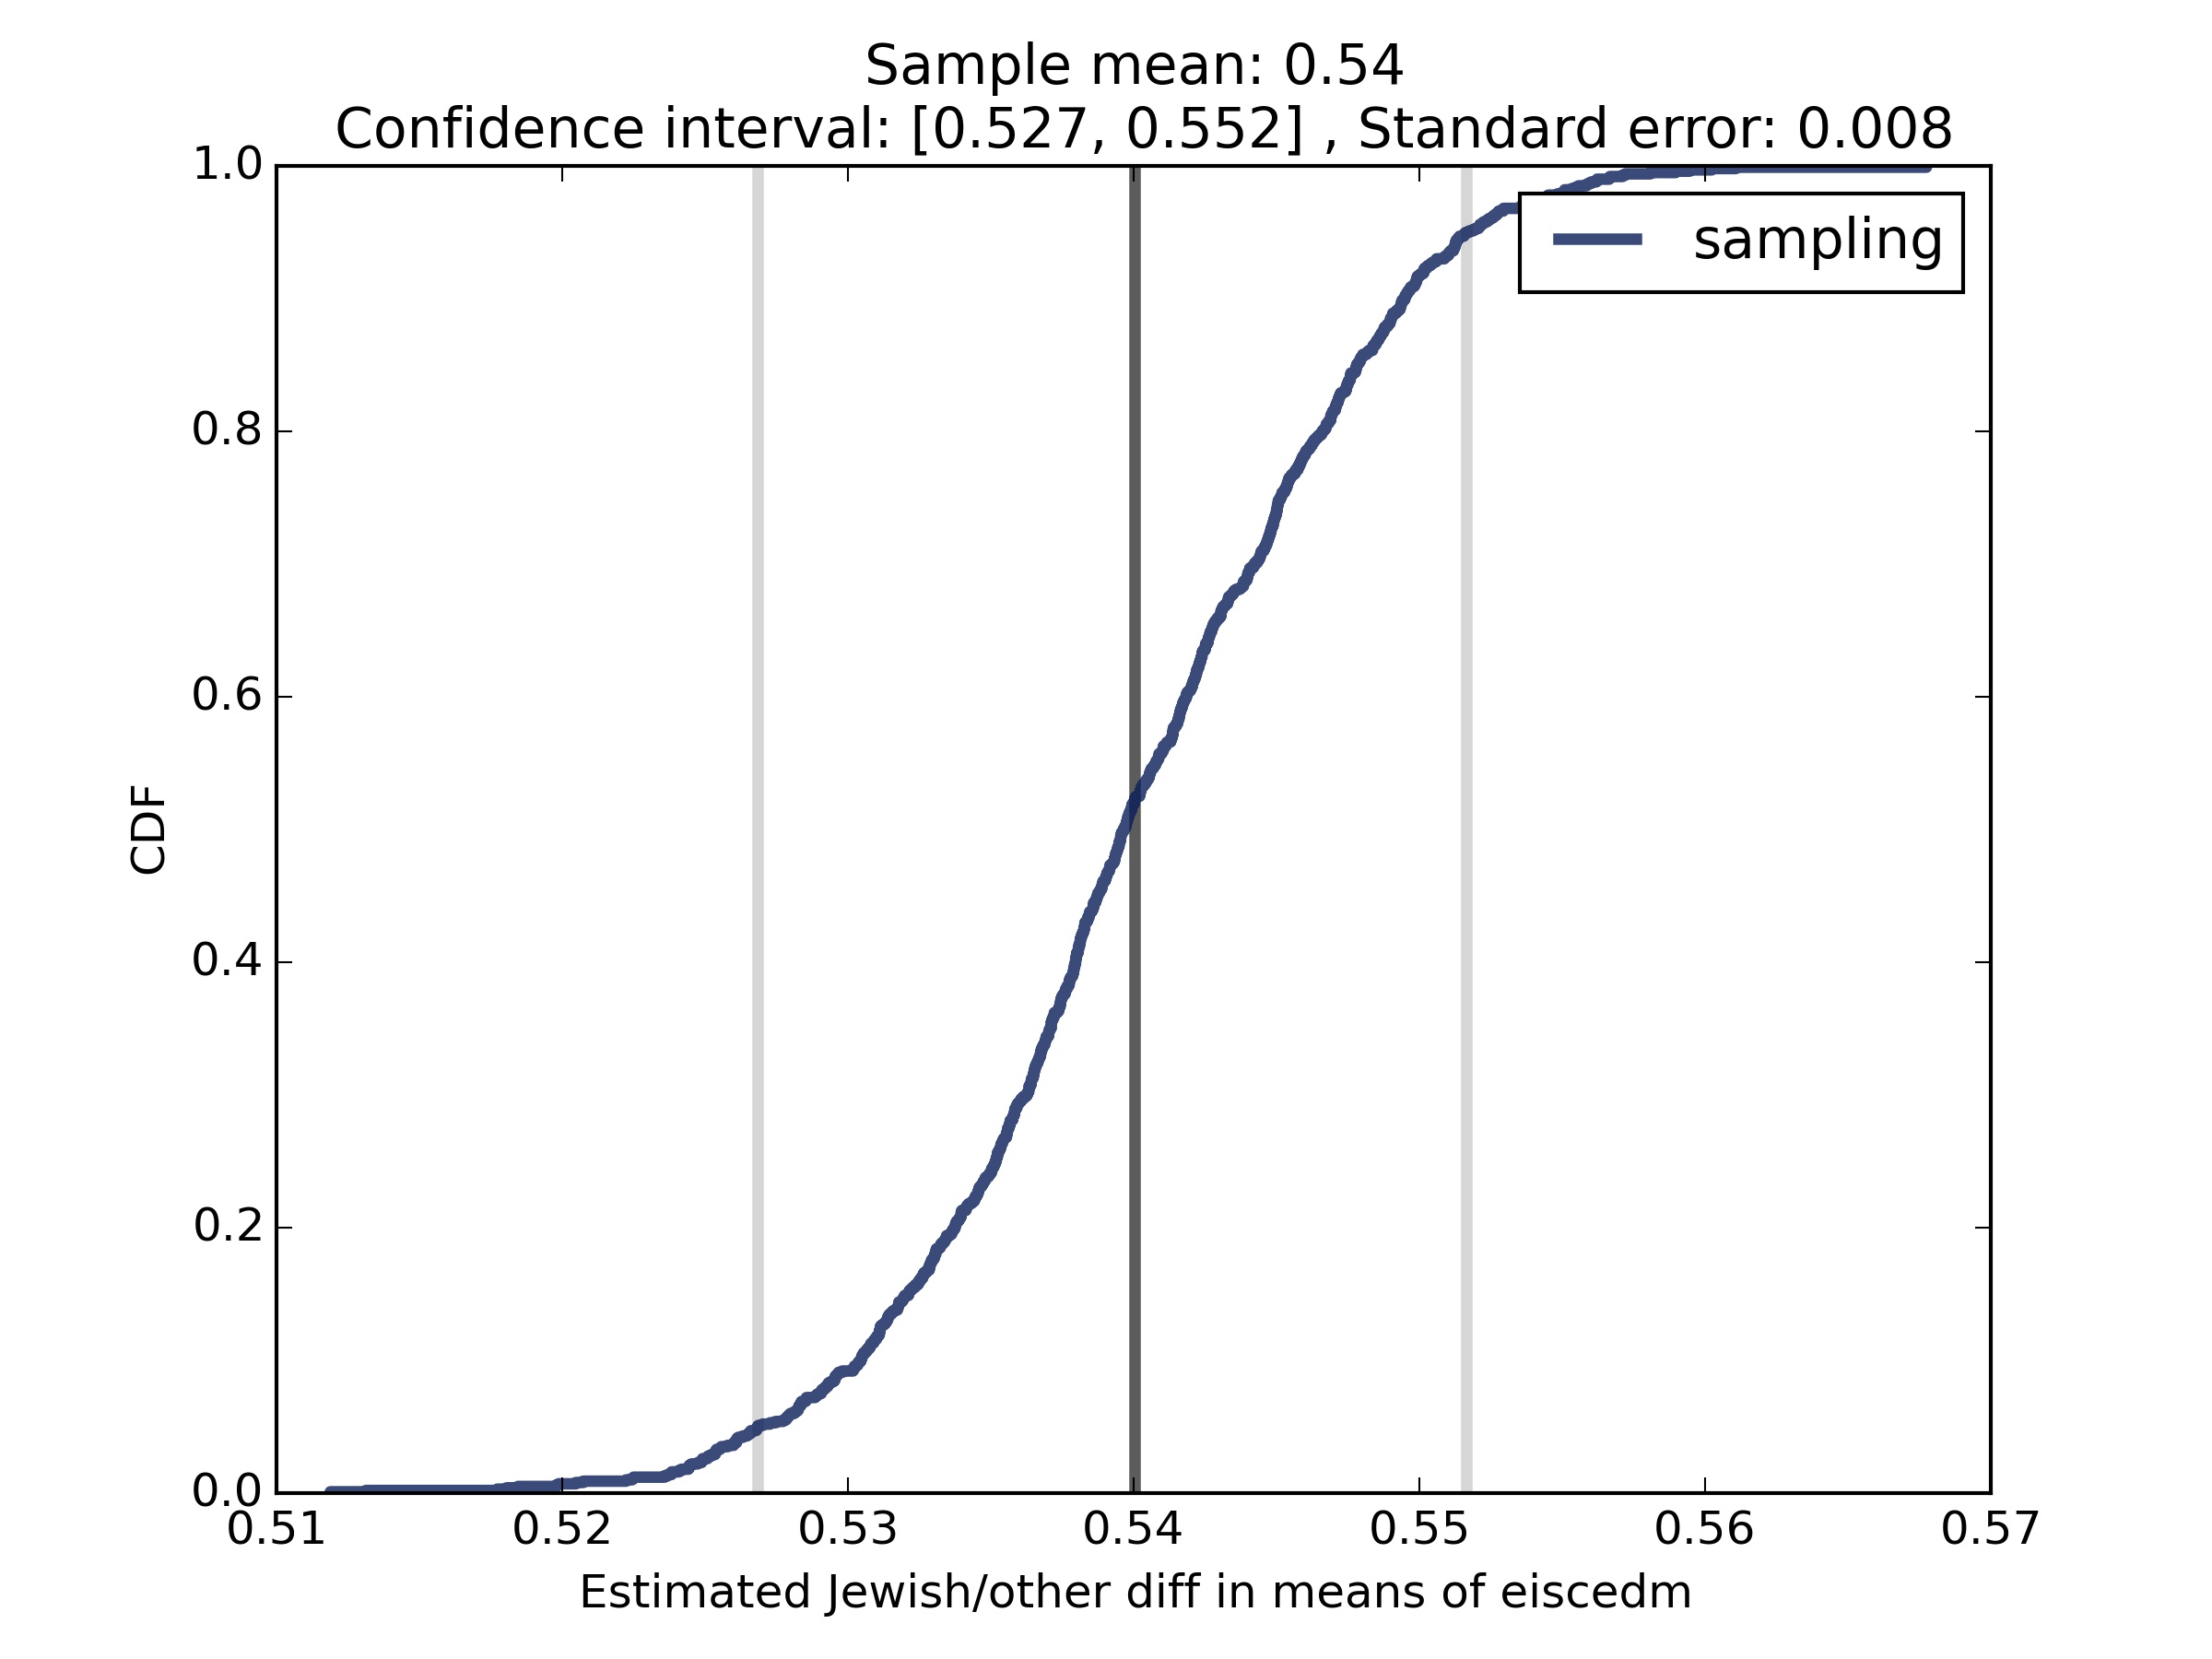 Sample mean: 0.54
Confidence interval: [0.527, 0.552] , Standard error: 0.008
1.0
0.8
0.6
0.4
0.2
0.0
CDF
sampling
0.51 0.52 0.53 0.54 0.55 0.56 0.57
Estimated Jewish/other diff in means of eiscedm